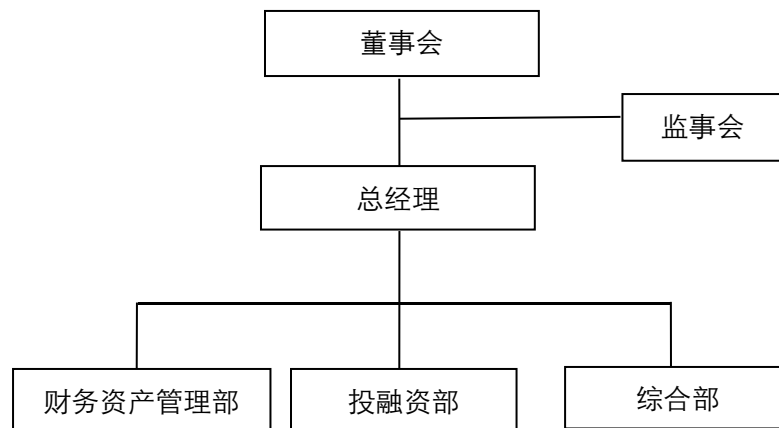 董事会
监事会
总经理
财务资产管理部
投融资部
综合部